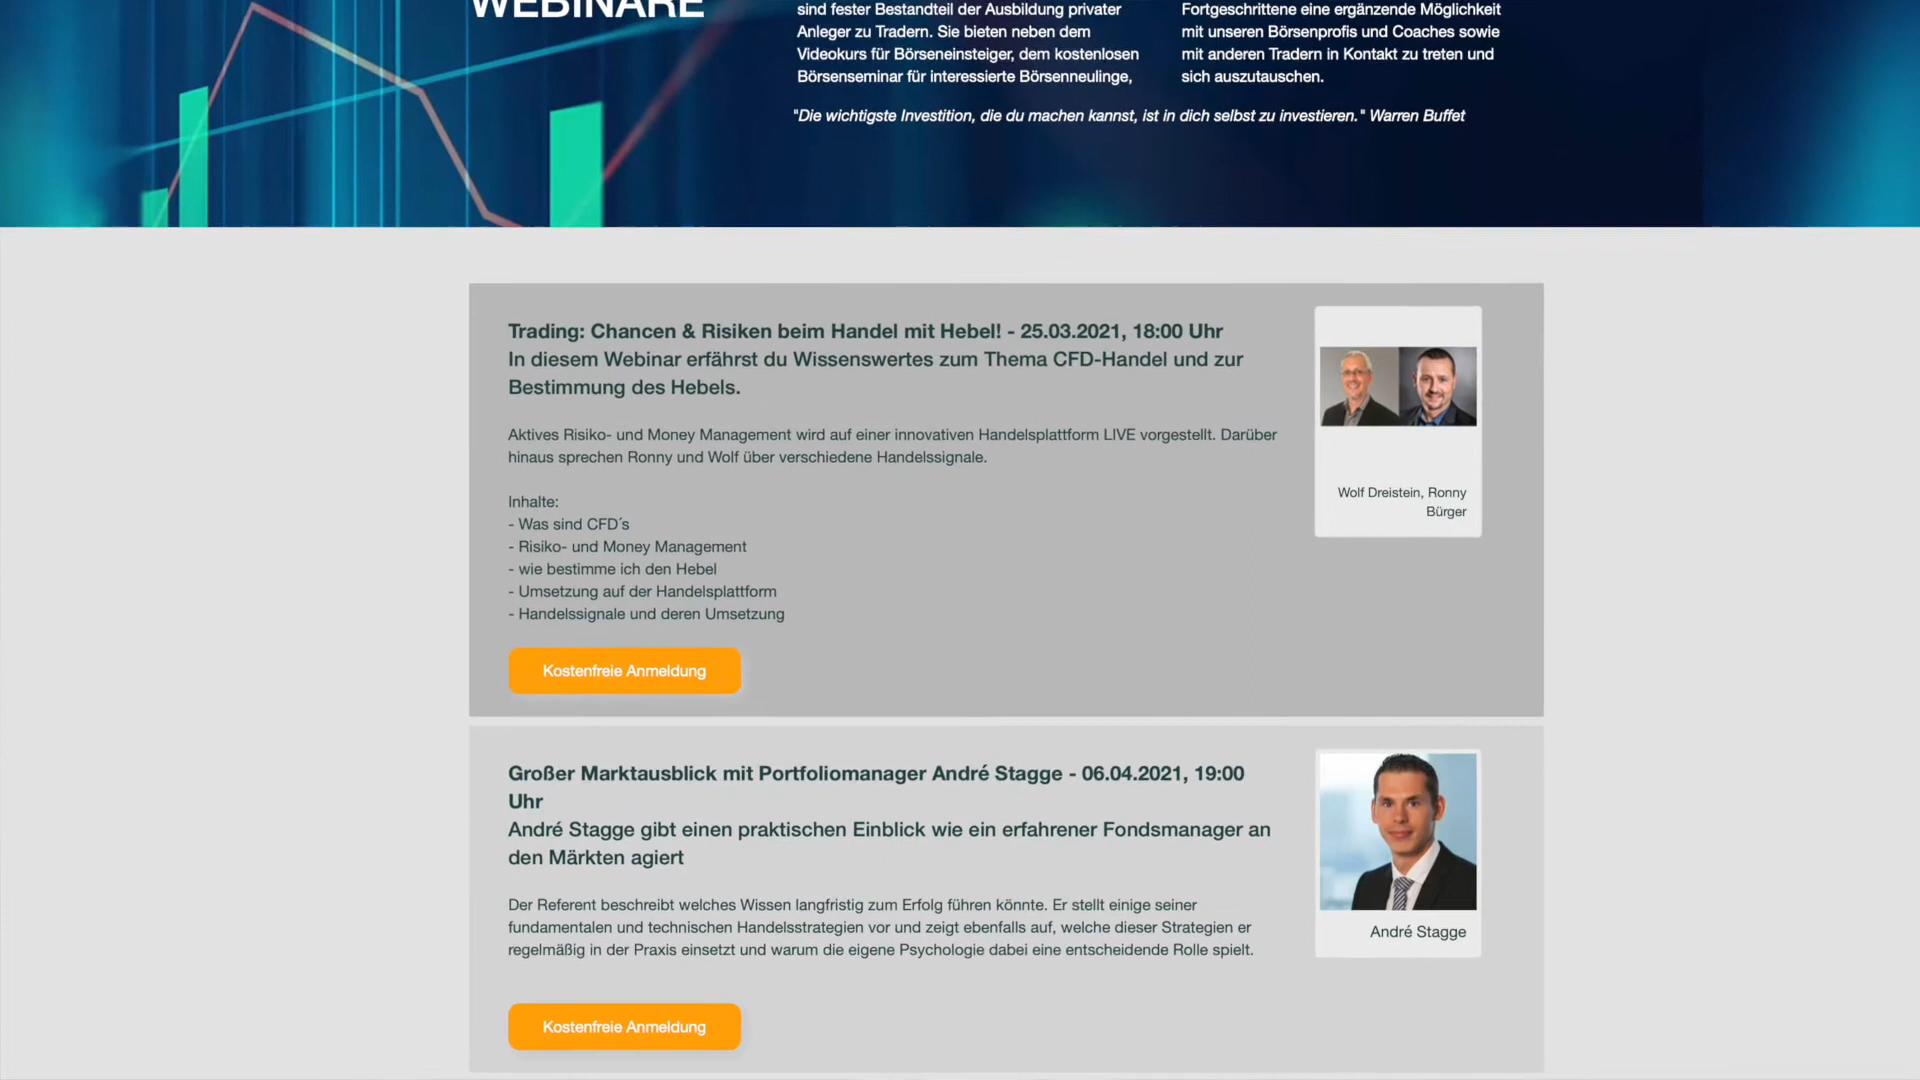 WEBINARE
sind fester Bestandteil der Ausbildung privater
Anleger zu Tradern. Sie bieten neben dem
Videokurs für Börseneinsteiger, dem kostenlosen
Börsenseminar für interessierte Börsenneulinge,
Fortgeschrittene eine ergänzende Möglichkeit
mit unseren Börsenprofis und Coaches sowie
mit anderen Tradern in Kontakt zu treten und
sich auszutauschen.
"Die wichtigste Investition, die du machen kannst, ist in dich selbst zu investieren." Warren Buffet
Trading: Chancen & Risiken beim Handel mit Hebel! - 25.03.2021, 18:00 Uhr
In diesem Webinar erfährst du Wissenswertes zum Thema CFD-Handel und zur
Bestimmung des Hebels.
Aktives Risiko- und Money Management wird auf einer innovativen Handelsplattform LIVE vorgestellt. Darüber
hinaus sprechen Ronny und Wolf über verschiedene Handelssignale.
Inhalte:
- Was sind CFD´s
- Risiko- und Money Management
- wie bestimme ich den Hebel
- Umsetzung auf der Handelsplattform
- Handelssignale und deren Umsetzung
Kostenfreie Anmeldung
Wolf Dreistein, Ronny
Bürger
Großer Marktausblick mit Portfoliomanager André Stagge - 06.04.2021, 19:00
Uhr
André Stagge gibt einen praktischen Einblick wie ein erfahrener Fondsmanager an
den Märkten agiert
Der Referent beschreibt welches Wissen langfristig zum Erfolg führen könnte. Er stellt einige seiner
fundamentalen und technischen Handelsstrategien vor und zeigt ebenfalls auf, welche dieser Strategien er
regelmäßig in der Praxis einsetzt und warum die eigene Psychologie dabei eine entscheidende Rolle spielt.
Kostenfreie Anmeldung
André Stagge